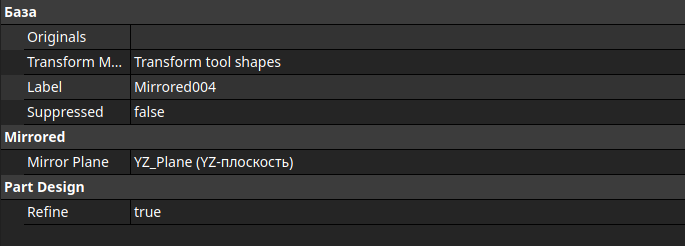 База
Originals
Transform M... Transform tool shapes
Label Mirrored004
Suppressed false
Mirrored
Mirror Plane YZ_Plane (YZ-плоскость)
Part Design
Refine true